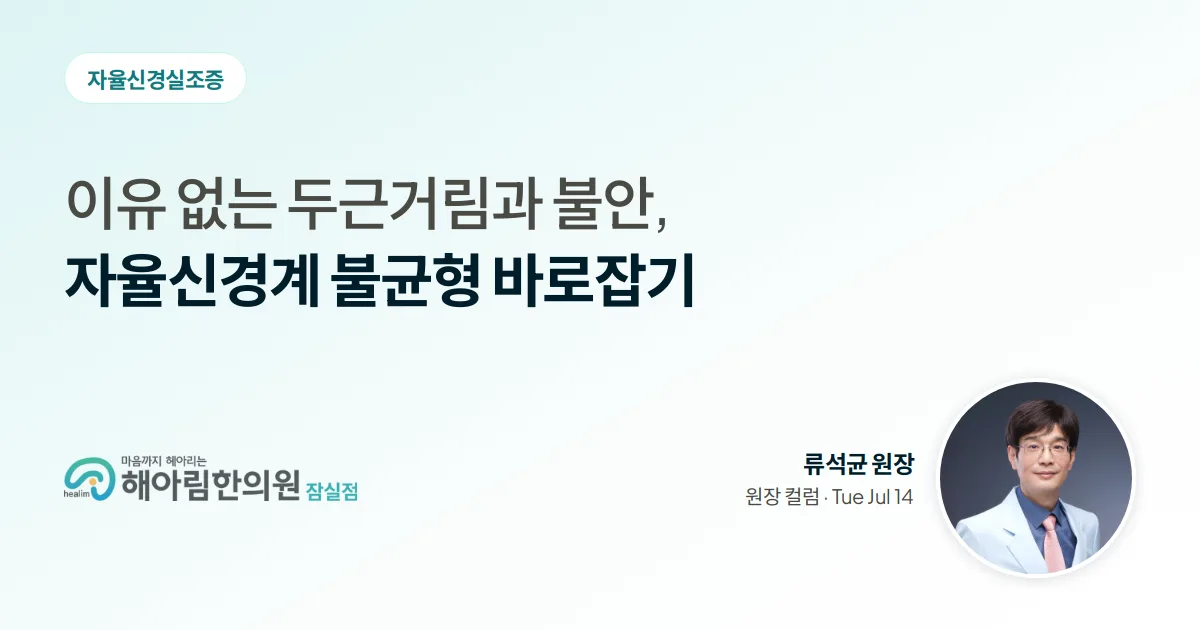 자율신경실조증
이유 없는 두근거림과 불안,
자율신경계 불균형 바로잡기
마음까지 헤아리는
healim 해아림한의원 잠실점
류석균 원장
원장 컬럼 · Tue Jul 14